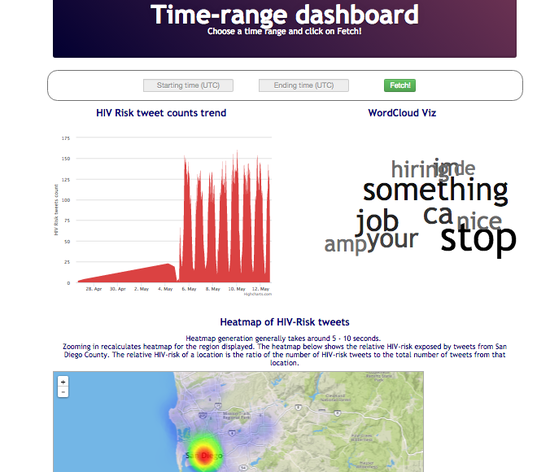 Time-range dashboard
Choose a time range and click on Fetch!
Starting time (UTC) Ending time (UTC) Fetch!
HIV Risk tweet counts trend
WordCloud Viz
175
150
125
100
75
50
25
0
HIV Risk tweets count
28. Apr 30. Apr 2. May 4. May 6. May 8. May 10. May 12. May
Highcharts.com
hiring
im
de
something
job
ca
nice
amp
your
stop
Heatmap of HIV-Risk tweets
Heatmap generation generally takes around 5 - 10 seconds.
Zooming in recalculates heatmap for the region displayed. The heatmap below shows the relative HIV-risk exposed by tweets from San
Diego County. The relative HIV-risk of a location is the ratio of the number of HIV-risk tweets to the total number of tweets from that
location.
+
−